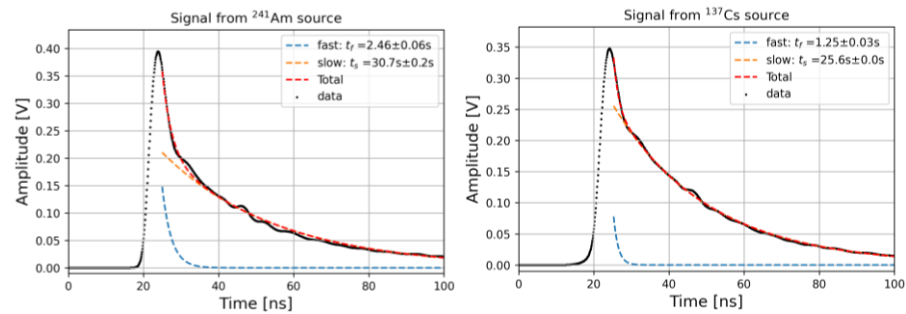 Signal from ²⁴¹Am source
fast: t_f =2.46±0.06s
slow: t_s =30.7s±0.2s
Total
data
Amplitude [V]
0.40
0.35
0.30
0.25
0.20
0.15
0.10
0.05
0.00
0
20
40
60
80
100
Time [ns]
Signal from ¹³⁷Cs source
fast: t_f =1.25±0.03s
slow: t_s =25.6s±0.0s
Total
data
Amplitude [V]
0.35
0.30
0.25
0.20
0.15
0.10
0.05
0.00
0
20
40
60
80
100
Time [ns]